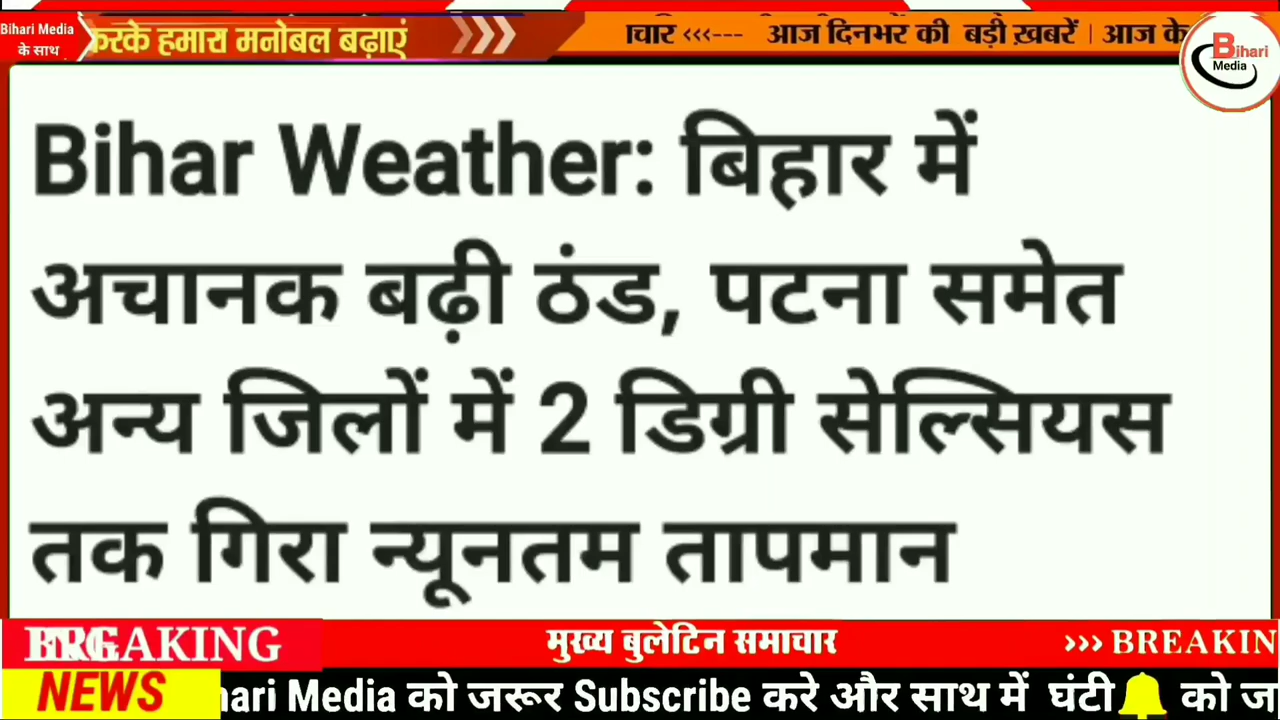 Bihari Media
के साथ
करके हमारा मनोबल बढ़ाएं
चार <<<--- आज दिनभर की बड़ी ख़बरें | आज के
Bihari
Media
Bihar Weather: बिहार में
अचानक बढ़ी ठंड, पटना समेत
अन्य जिलों में 2 डिग्री सेल्सियस
तक गिरा न्यूनतम तापमान
मुख्य बुलेटिन समाचार
>>> BREAKIN
NEWS
hari Media को जरूर Subscribe करे और साथ में घंटी🔔 को ज